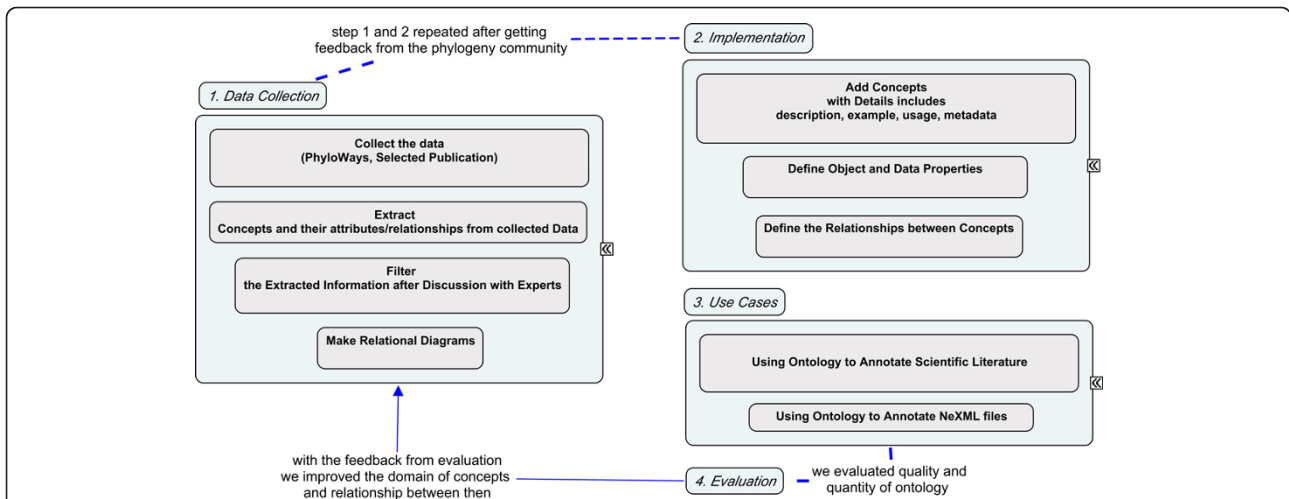 step 1 and 2 repeated after getting
feedback from the phylogeny community
1. Data Collection
Collect the data
(PhyloWays, Selected Publication)
Extract
Concepts and their attributes/relationships from collected Data
Filter
the Extracted Information after Discussion with Experts
Make Relational Diagrams
2. Implementation
Add Concepts
with Details includes
description, example, usage, metadata
Define Object and Data Properties
Define the Relationships between Concepts
3. Use Cases
Using Ontology to Annotate Scientific Literature
Using Ontology to Annotate NeXML files
4. Evaluation
we evaluated quality and
quantity of ontology
with the feedback from evaluation
we improved the domain of concepts
and relationship between then